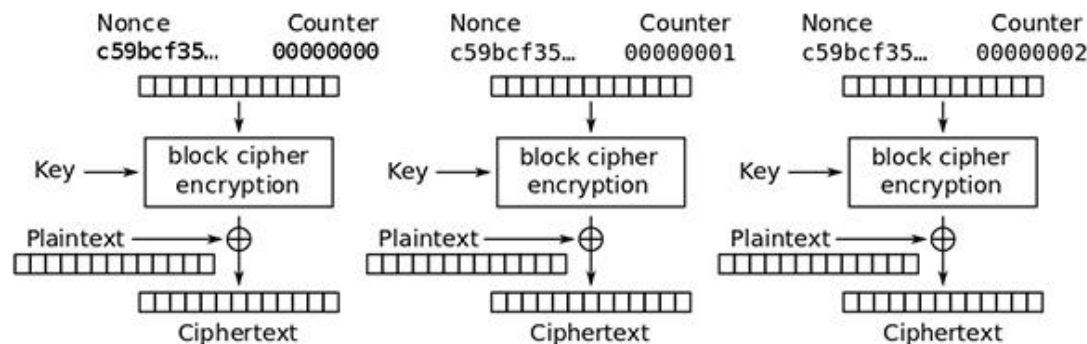 Nonce Counter Nonce Counter Nonce Counter
c59bcf35... 00000000 c59bcf35... 00000001 c59bcf35... 00000002
Key block cipher encryption Key block cipher encryption Key block cipher encryption
Plaintext Plaintext Plaintext
Ciphertext Ciphertext Ciphertext